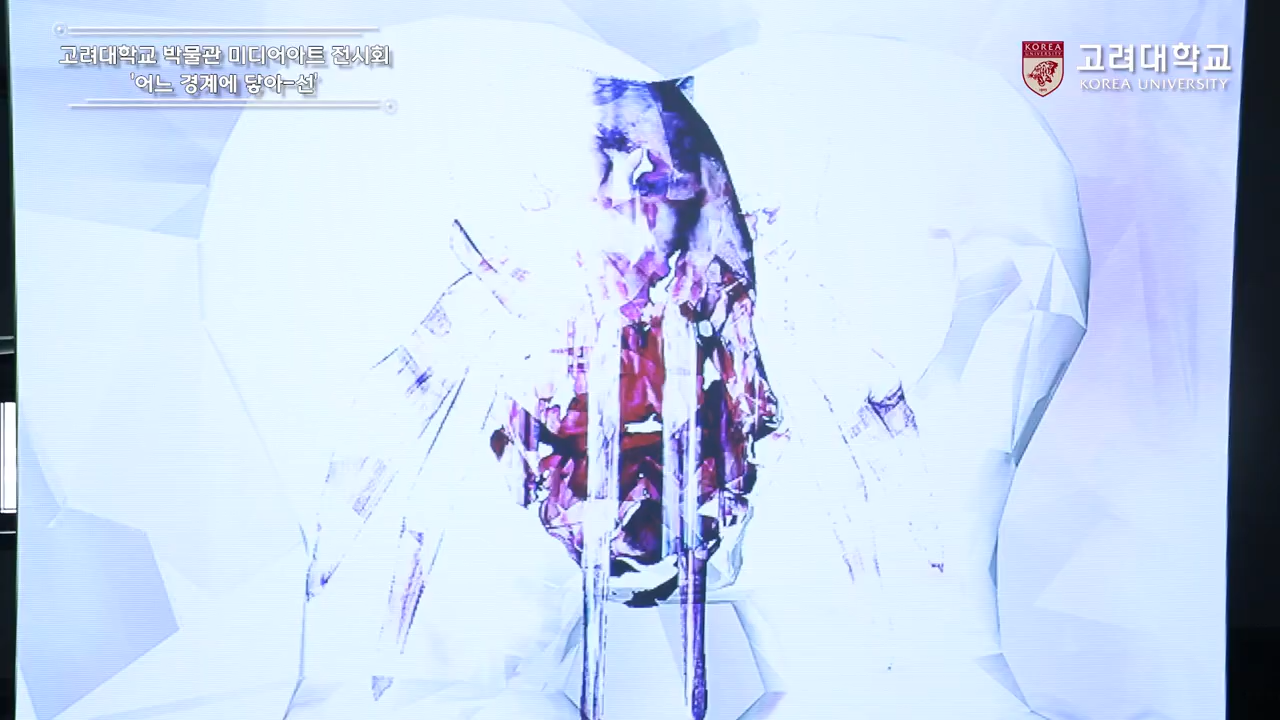 고려대학교 박물관 미디어아트 전시회
'어느 경계에 닿아-선'
KOREA
UNIVERSITY
고려대학교
KOREA UNIVERSITY